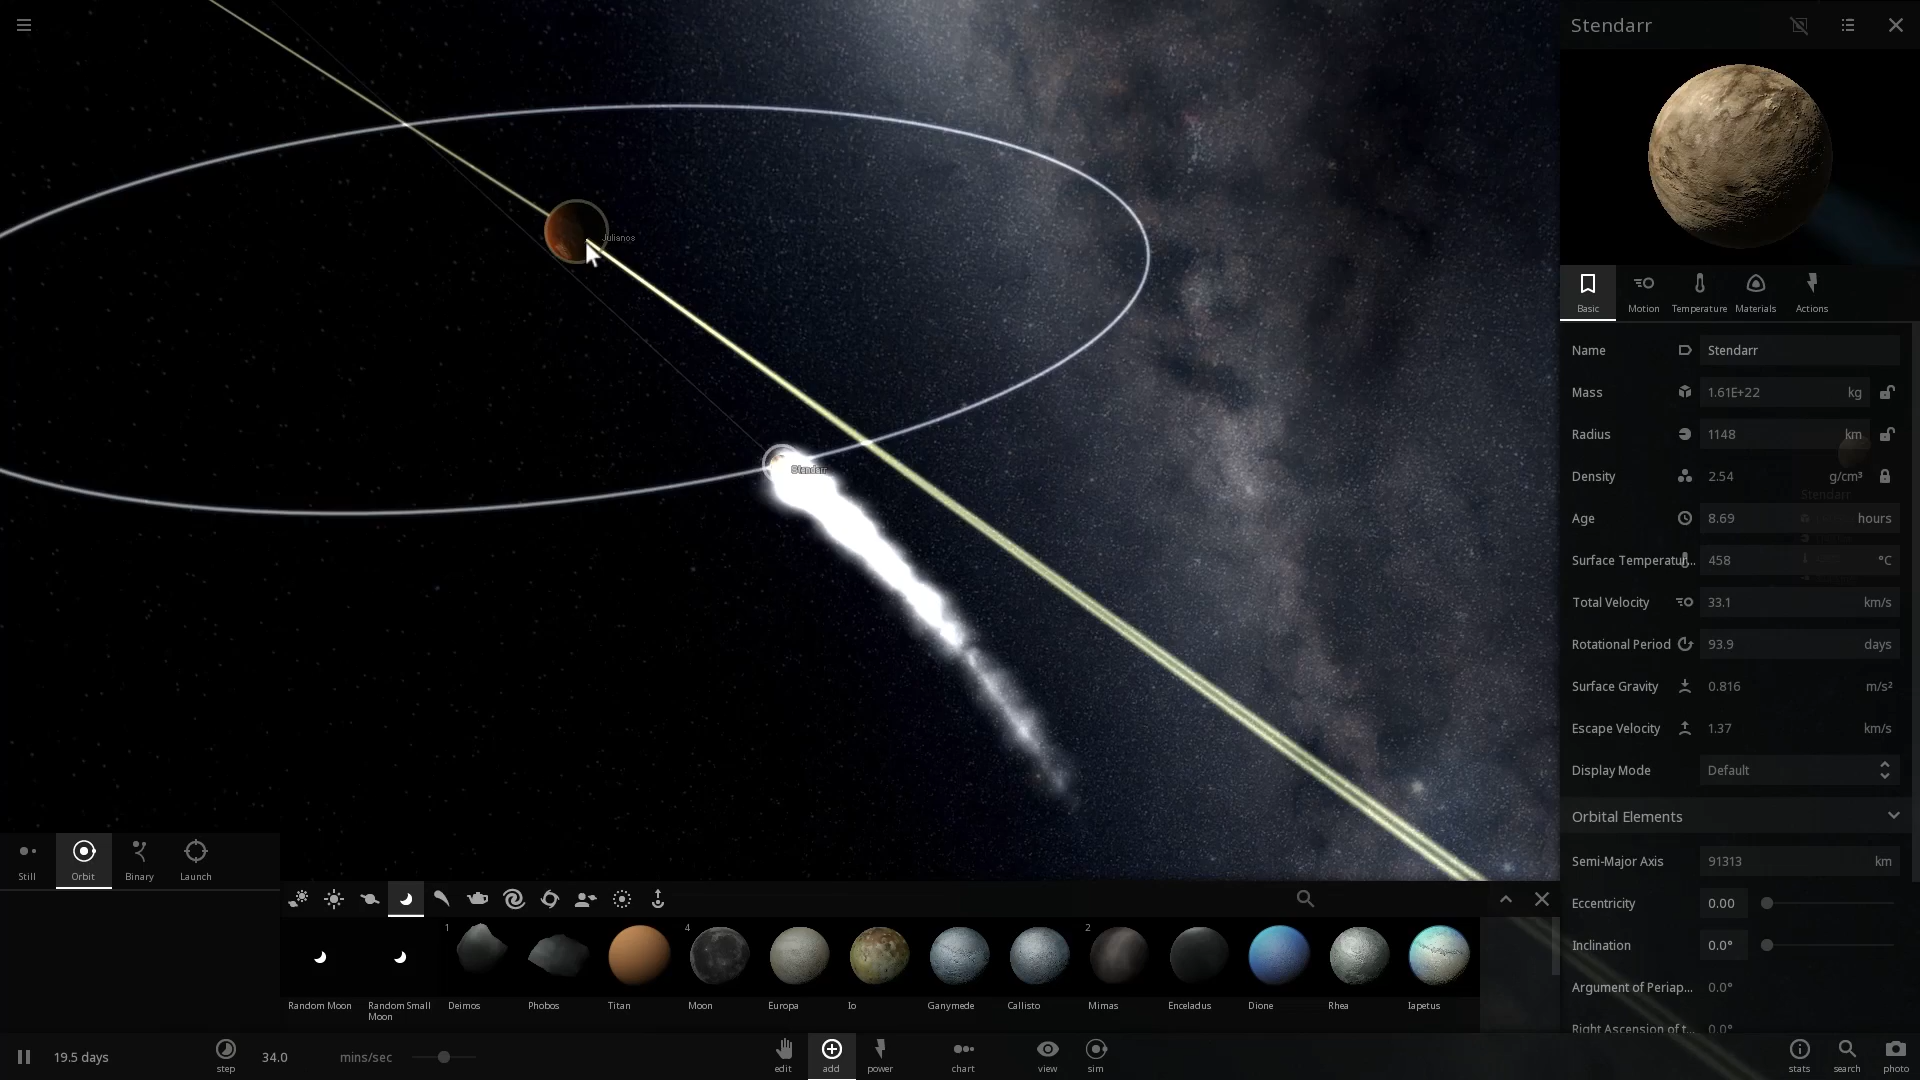 Stendarr
Julianos
Stendarr
Basic
Motion
Temperature
Materials
Actions
Name
Stendarr
Mass
1.61E+22
kg
Radius
1148
km
Density
2.54
g/cm³
Stendarr
Age
8.69
hours
Surface Temperatur...
458
°C
Total Velocity
33.1
km/s
Rotational Period
93.9
days
Surface Gravity
0.816
m/s²
Escape Velocity
1.37
km/s
Display Mode
Default
Orbital Elements
Semi-Major Axis
91313
km
Eccentricity
0.00
Inclination
0.0°
Argument of Periap...
0.0°
Right Ascension of t...
0.0°
Still
Orbit
Binary
Launch
1
4
2
Random Moon
Random Small
Moon
Deimos
Phobos
Titan
Moon
Europa
Io
Ganymede
Callisto
Mimas
Enceladus
Dione
Rhea
Iapetus
19.5 days
step
34.0
mins/sec
edit
add
power
chart
view
sim
stats
search
photo